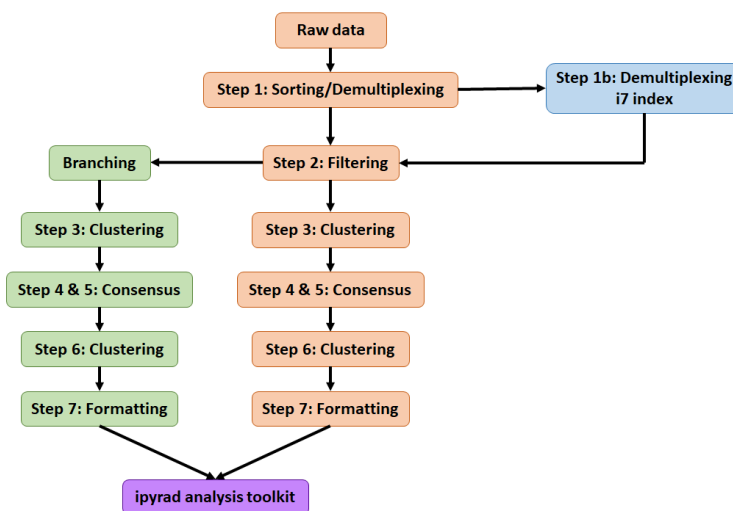 Raw data
Step 1: Sorting/Demultiplexing
Step 1b: Demultiplexing
i7 index
Branching
Step 2: Filtering
Step 3: Clustering
Step 3: Clustering
Step 4 & 5: Consensus
Step 4 & 5: Consensus
Step 6: Clustering
Step 6: Clustering
Step 7: Formatting
Step 7: Formatting
ipyrad analysis toolkit